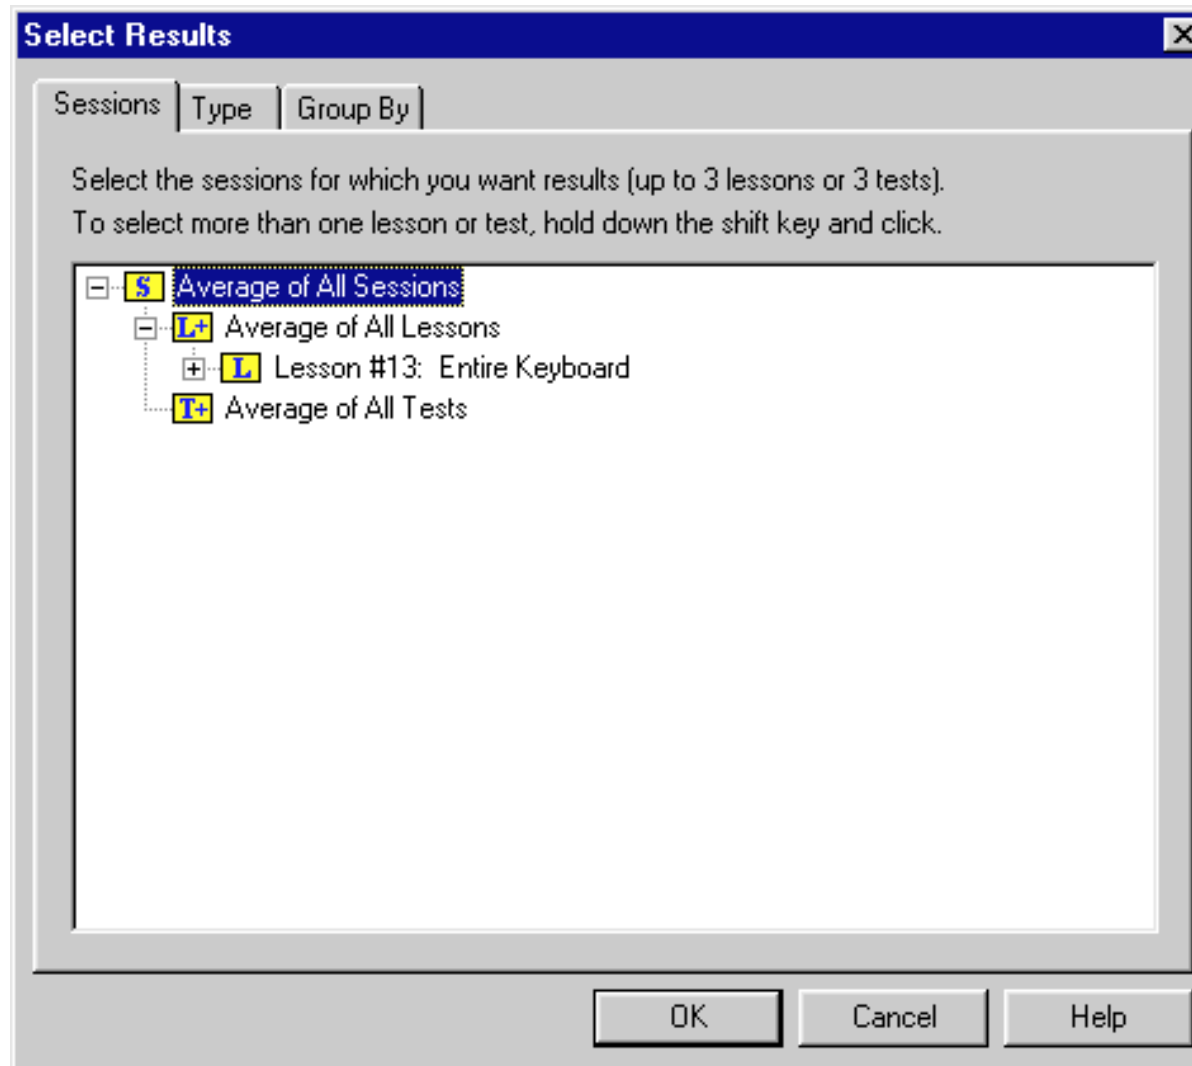 Select Results
Sessions Type Group By
Select the sessions for which you want results (up to 3 lessons or 3 tests).
To select more than one lesson or test, hold down the shift key and click.
S Average of All Sessions
L+ Average of All Lessons
L Lesson #13: Entire Keyboard
T+ Average of All Tests
OK Cancel Help